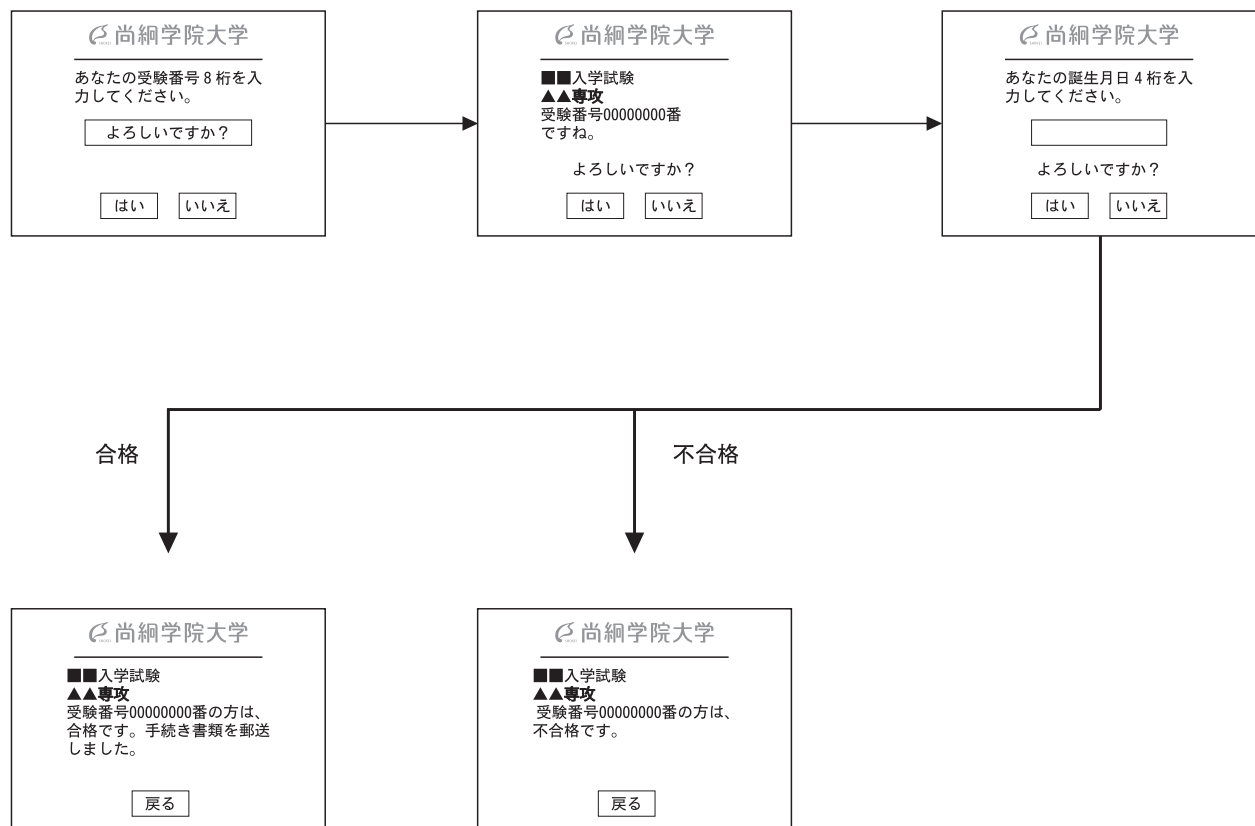 尚絅学院大学
あなたの受験番号8桁を入
力してください。
よろしいですか？
はい
いいえ
尚絅学院大学
■■入学試験
▲▲専攻
受験番号00000000番
ですね。
よろしいですか？
はい
いいえ
尚絅学院大学
あなたの誕生月日4桁を入
力してください。
よろしいですか？
はい
いいえ
合格
不合格
尚絅学院大学
■■入学試験
▲▲専攻
受験番号00000000番の方は、
合格です。手続き書類を郵送
しました。
戻る
尚絅学院大学
■■入学試験
▲▲専攻
受験番号00000000番の方は、
不合格です。
戻る